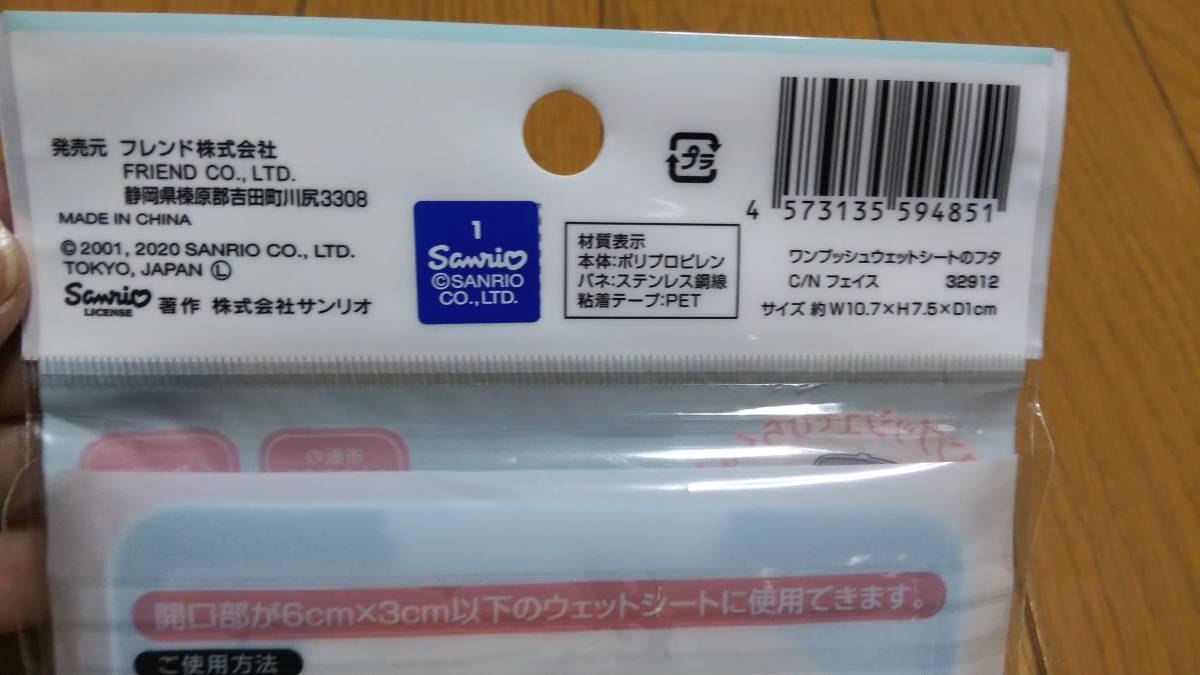 発売元 フレンド株式会社
FRIEND CO., LTD.
静岡県榛原郡吉田町川尻3308
MADE IN CHINA
©2001, 2020 SANRIO CO., LTD.
TOKYO, JAPAN Ⓛ
Sanrio
LICENSE
著作 株式会社サンリオ
1
Sanrio
©SANRIO
CO., LTD.
プラ
材質表示
本体:ポリプロピレン
バネ:ステンレス鋼線
粘着テープ:PET
4 573135 594851
ワンプッシュウェットシートのフタ
C/N フェイス 32912
サイズ 約 W10.7×H7.5×D1cm
市販の
開口部が6cm×3cm以下のウェットシートに使用できます。
ご使用方法